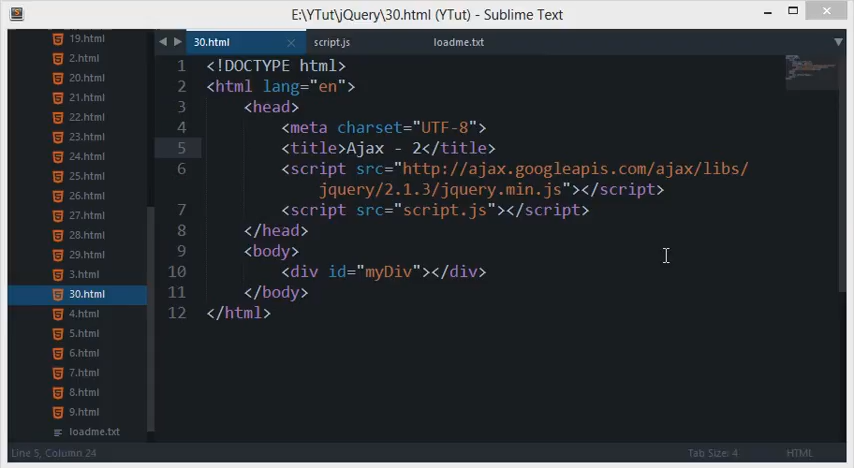 E:\YTut\jQuery\30.html (YTut) - Sublime Text
19.html
2.html
20.html
21.html
22.html
23.html
24.html
25.html
26.html
27.html
28.html
29.html
3.html
30.html
4.html
5.html
6.html
7.html
8.html
9.html
loadme.txt
30.html script.js loadme.txt
1 <!DOCTYPE html>
2 <html lang="en">
3 <head>
4 <meta charset="UTF-8">
5 <title>Ajax - 2</title>
6 <script src="http://ajax.googleapis.com/ajax/libs/
jquery/2.1.3/jquery.min.js"></script>
7 <script src="script.js"></script>
8 </head>
9 <body>
10 <div id="myDiv"></div>
11 </body>
12 </html>
Line 5, Column 24 Tab Size: 4 HTML